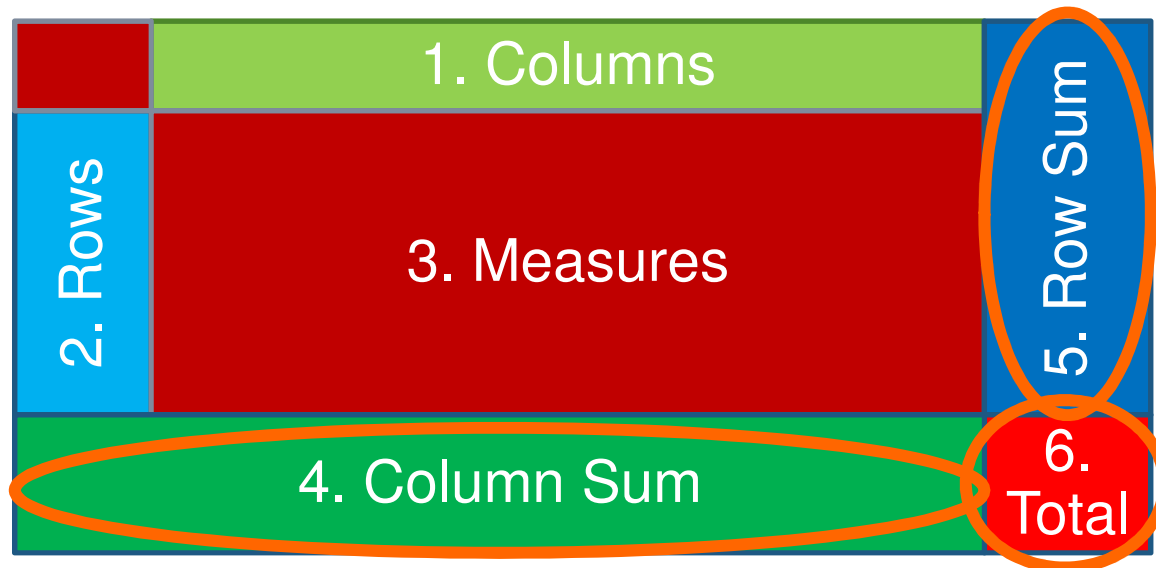 1. Columns
2. Rows
3. Measures
5. Row Sum
4. Column Sum
6.
Total